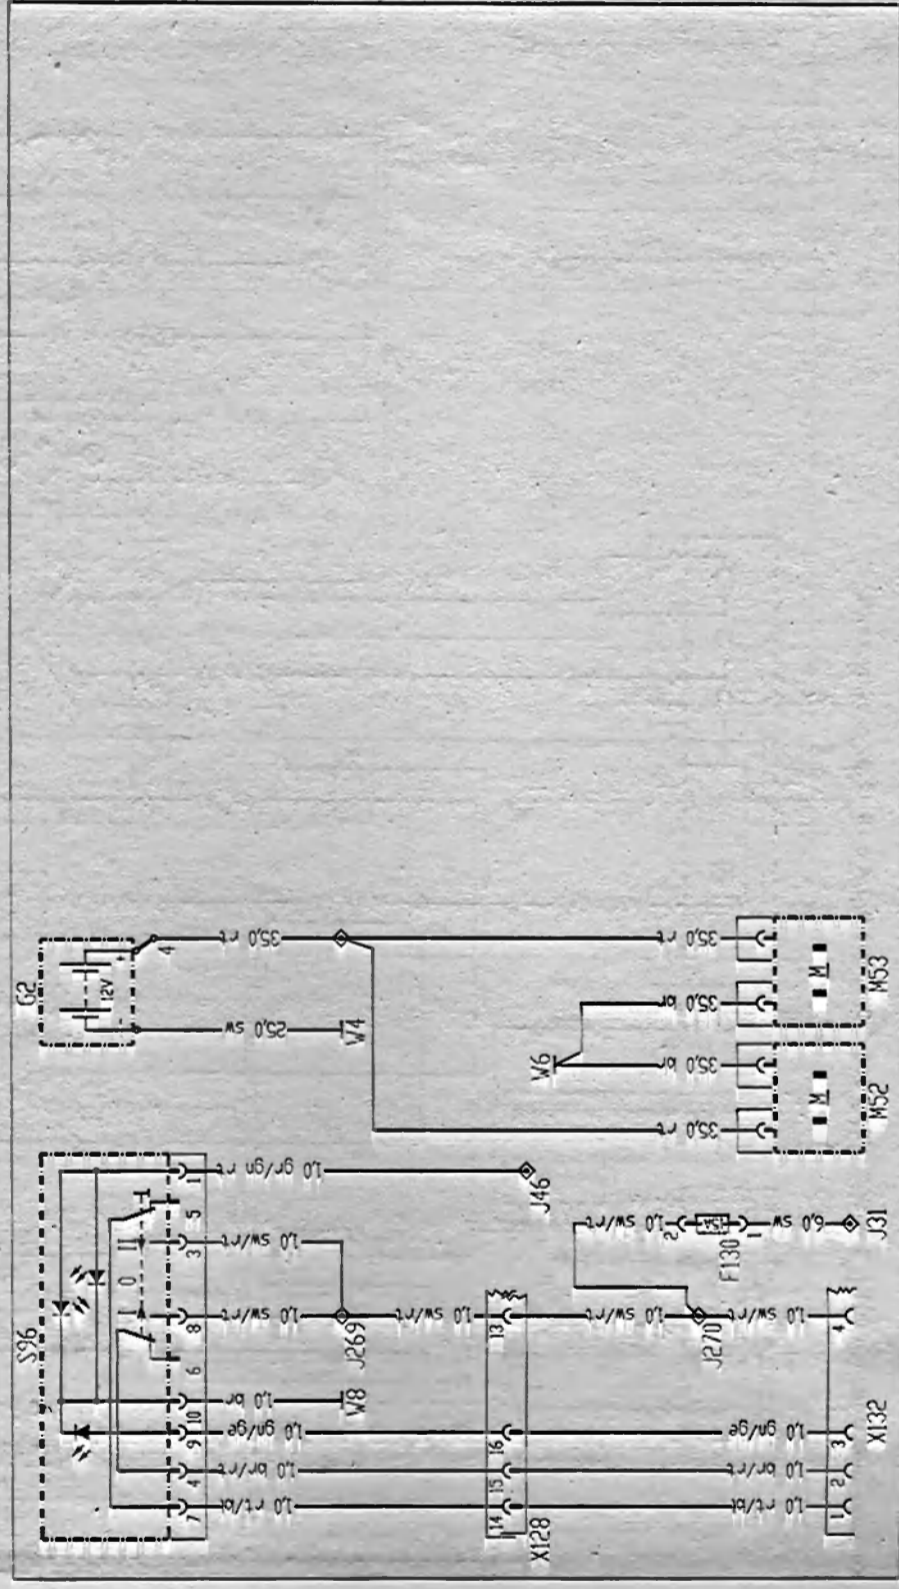 S96
G2
12V
+
-
4
I 0 II
7
4
9
10
6
8
3
5
1
1,0 rt/bl
1,0 br/rt
1,0 gn/ge
1,0 br
1,0 sw/rt
1,0 sw/rt
1,0 gr/gn rt
25,0 sw
35,0 rt
W8
J269
W4
1,0 sw/rt
J46
W6
X128
14
15
16
13
1,0 rt/bl
1,0 br/rt
1,0 gn/ge
1,0 sw/rt
J270
1,0 sw/rt
1,0 sw/rt
2
F130
15A
1
6,0 sw
J31
X132
1
2
3
4
35,0 rt
35,0 br
35,0 br
35,0 rt
M
M52
M
M53